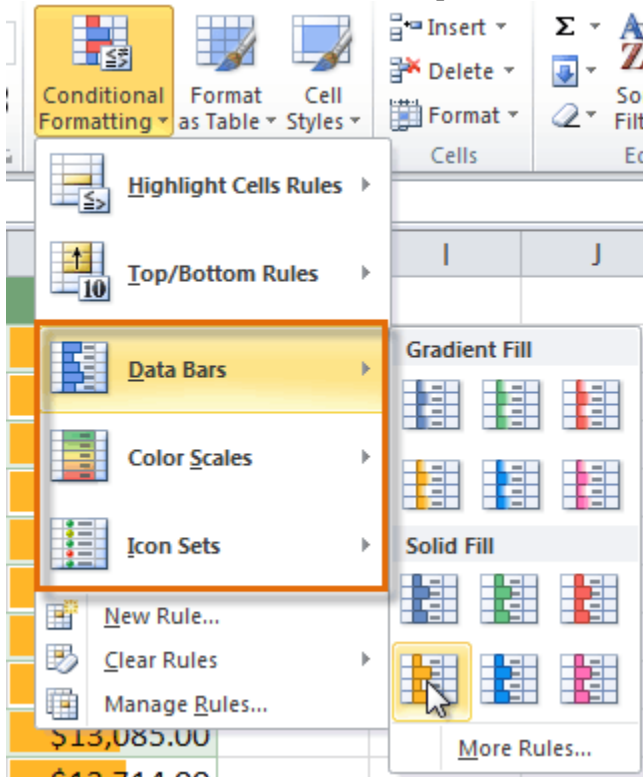 Conditional
Formatting
Format
as Table
Cell
Styles
Insert
Delete
Format
Cells
Σ
Highlight Cells Rules
Top/Bottom Rules
10
I
J
Data Bars
Color Scales
Icon Sets
New Rule...
Clear Rules
Manage Rules...
Gradient Fill
Solid Fill
More Rules...
$13,085.00